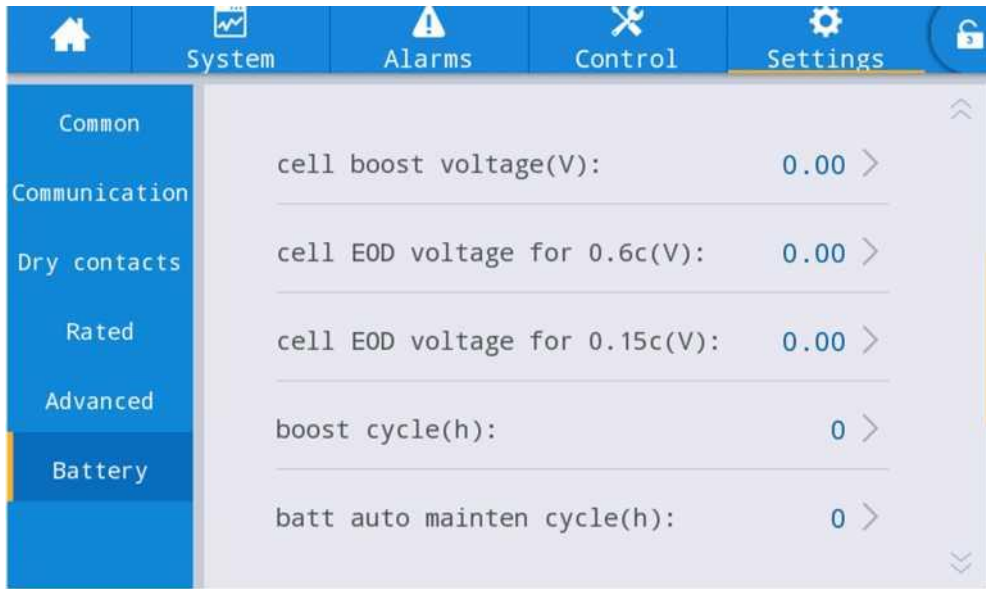 System
Alarms
Control
Settings
3
Common
Communication
Dry contacts
Rated
Advanced
Battery
cell boost voltage(V): 0.00
cell EOD voltage for 0.6c(V): 0.00
cell EOD voltage for 0.15c(V): 0.00
boost cycle(h): 0
batt auto mainten cycle(h): 0